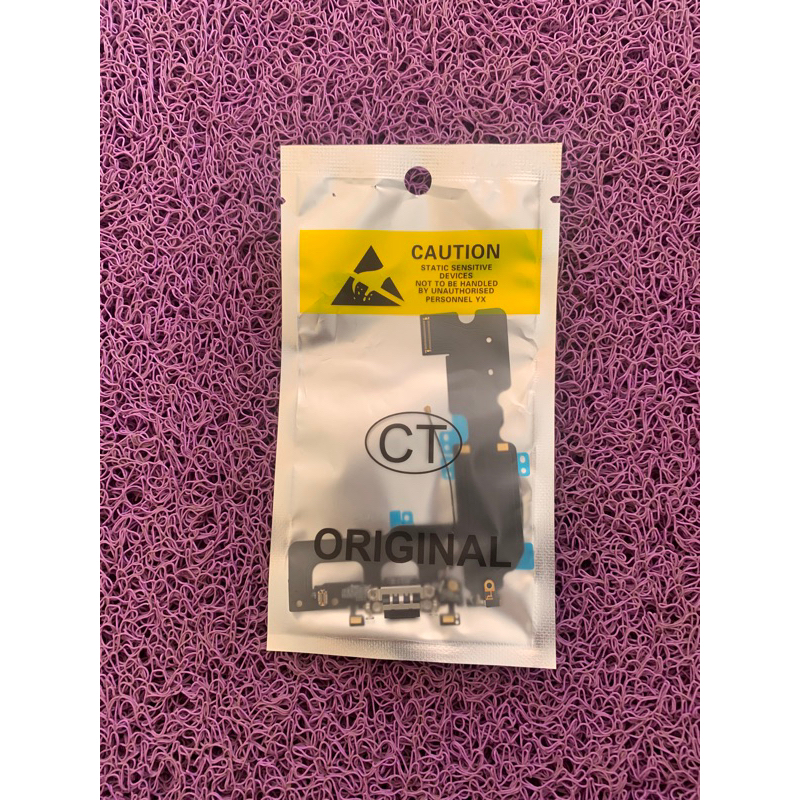 CAUTION
STATIC SENSITIVE
DEVICES
NOT TO BE HANDLED
BY UNAUTHORISED
PERSONNEL YX
CT
ORIGINAL